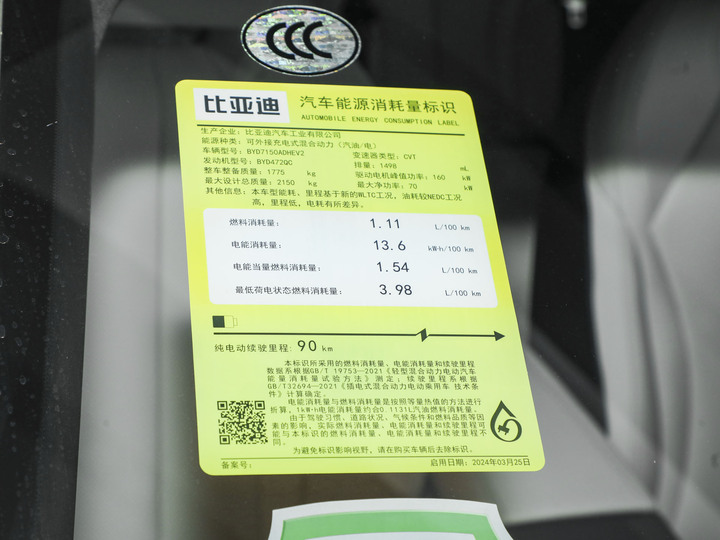 CCC
比亚迪 汽车能源消耗量标识
AUTOMOBILE ENERGY CONSUMPTION LABEL
生产企业：比亚迪汽车工业有限公司
能源种类：可外接充电式混合动力（汽油/电）
车辆型号：BYD7150ADHEV2 变速器类型：CVT
发动机型号：BYD472QC 排量：1498 mL
整车整备质量：1775 kg 驱动电机峰值功率：160 kW
最大设计总质量：2150 kg 最大净功率：70 kW
其他信息：本车型能耗、里程基于新的WLTC工况，油耗较NEDC工况
高，里程低，电耗有所差异。
燃料消耗量： 1.11 L/100 km
电能消耗量： 13.6 kW·h/100 km
电能当量燃料消耗量： 1.54 L/100 km
最低荷电状态燃料消耗量： 3.98 L/100 km
纯电动续驶里程：90 km
本标识所采用的燃料消耗量、电能消耗量和续驶里程
数据系根据GB/T 19753—2021《轻型混合动力电动汽车
能量消耗量试验方法》测定；续驶里程系根据
GB/T32694—2021《插电式混合动力电动乘用车 技术条
件》计算确定。
电能消耗量与燃料消耗量是按照等量热值的方法进行
折算，1kW·h电能消耗量约合0.1131L汽油燃料消耗量。
由于驾驶习惯、道路状况、气候条件和燃料品质等因
素的影响，实际燃料消耗量、电能消耗量和续驶里程可
能与本标识的燃料消耗量、电能消耗量和续驶里程不
同。
为避免标识影响视野，请在购买车辆后去除标识。
备案号： 启用日期：2024年03月25日